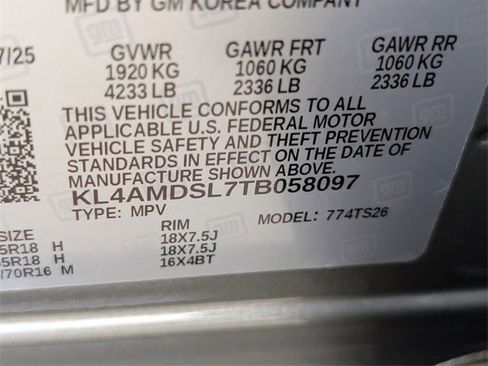 MFD BY GM KOREA COMPANY
7/25 GVWR GAWR FRT GAWR RR
1920 KG 1060 KG 1060 KG
4233 LB 2336 LB 2336 LB
THIS VEHICLE CONFORMS TO ALL
APPLICABLE U.S. FEDERAL MOTOR
VEHICLE SAFETY AND THEFT PREVENTION
STANDARDS IN EFFECT ON THE DATE OF
MANUFACTURE SHOWN ABOVE.
KL4AMDSL7TB058097
TYPE: MPV MODEL: 774TS26
SIZE RIM
5R18 H 18X7.5J
5R18 H 18X7.5J
/70R16 M 16X4BT